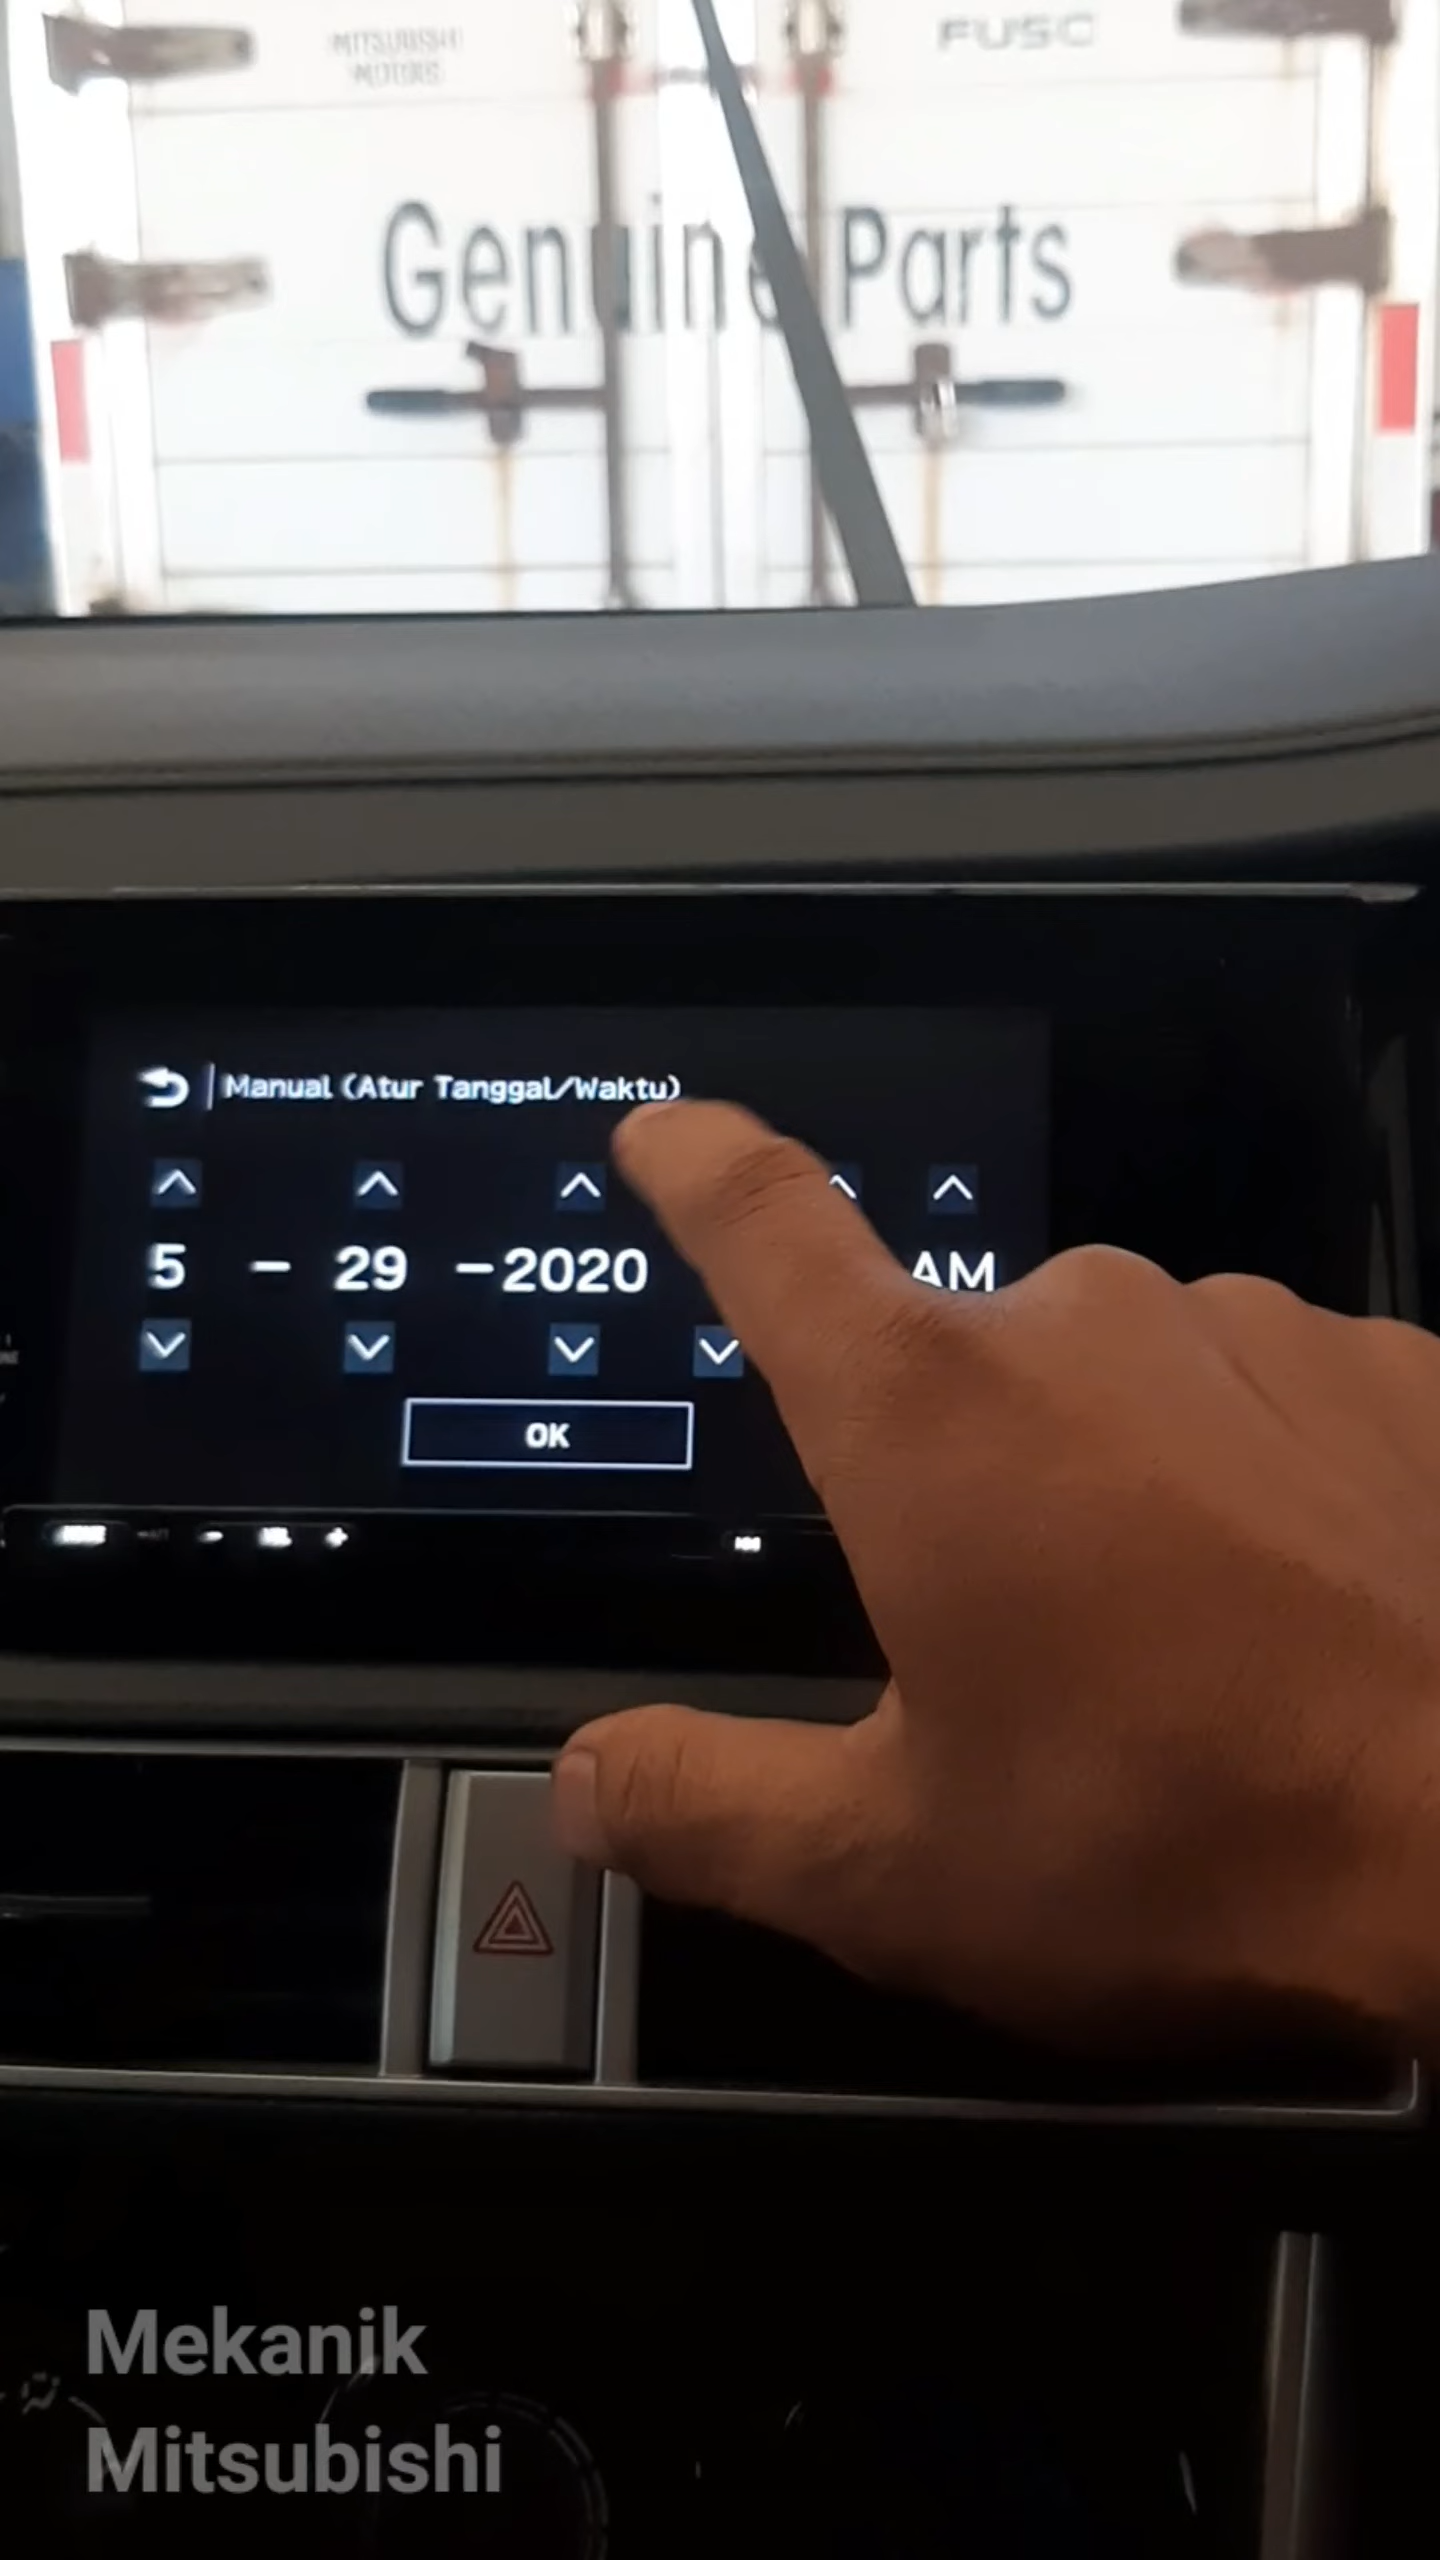 MITSUBISHI
MOTORS
FUSO
Genuine Parts
Manual (Atur Tanggal/Waktu)
5 - 29 -2020 AM
OK
Mekanik
Mitsubishi